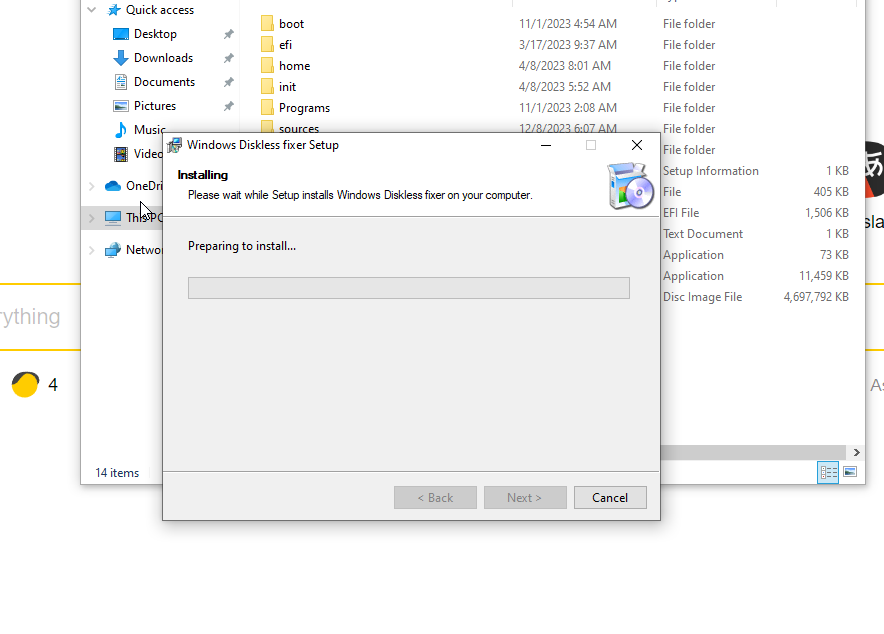 Quick access
Desktop
Downloads
Documents
Pictures
Music
OneDri
This PC
Networ
14 items
boot 11/1/2023 4:54 AM File folder
efi 3/17/2023 9:37 AM File folder
home 4/8/2023 8:01 AM File folder
init 4/8/2023 5:52 AM File folder
Programs 11/1/2023 2:08 AM File folder
sources 12/8/2023 6:07 AM File folder
File folder
Setup Information 1 KB
File 405 KB
EFI File 1,506 KB
Text Document 1 KB
Application 73 KB
Application 11,459 KB
Disc Image File 4,697,792 KB
Windows Diskless fixer Setup
Installing
Please wait while Setup installs Windows Diskless fixer on your computer.
Preparing to install...
< Back Next > Cancel
rything
4
あ
sla
As